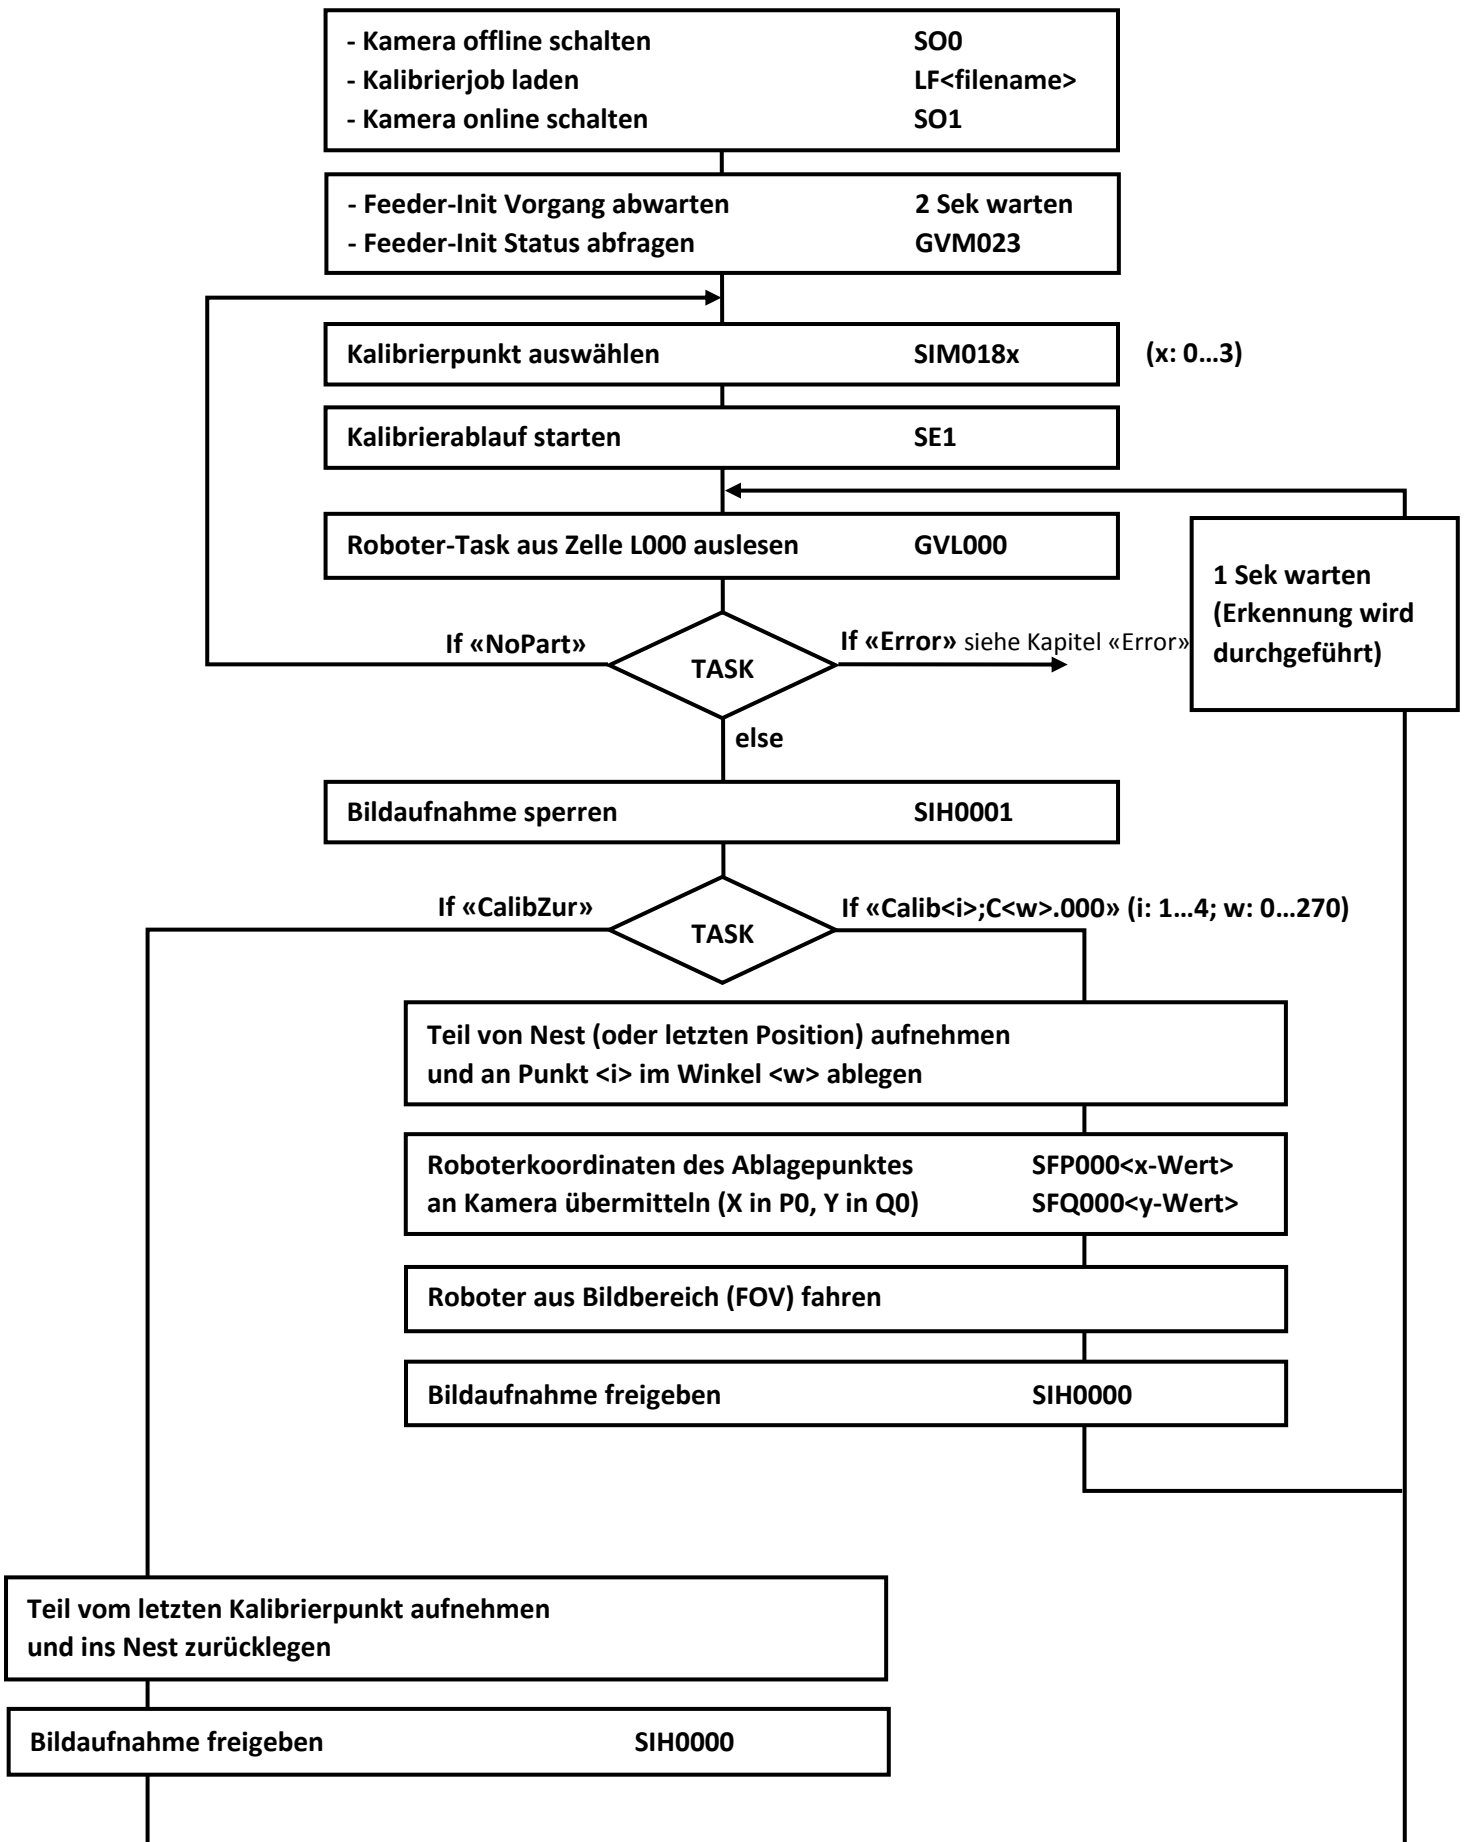 - Kamera offline schalten SO0
- Kalibrierjob laden LF<filename>
- Kamera online schalten SO1
- Feeder-Init Vorgang abwarten 2 Sek warten
- Feeder-Init Status abfragen GVM023
Kalibrierpunkt auswählen SIM018x (x: 0…3)
Kalibrierablauf starten SE1
Roboter-Task aus Zelle L000 auslesen GVL000
1 Sek warten
(Erkennung wird
durchgeführt)
If «NoPart»
If «Error» siehe Kapitel «Error»
TASK
else
Bildaufnahme sperren SIH0001
If «CalibZur»
If «Calib<i>;C<w>.000» (i: 1…4; w: 0…270)
TASK
Teil von Nest (oder letzten Position) aufnehmen
und an Punkt <i> im Winkel <w> ablegen
Roboterkoordinaten des Ablagepunktes SFP000<x-Wert>
an Kamera übermitteln (X in P0, Y in Q0) SFQ000<y-Wert>
Roboter aus Bildbereich (FOV) fahren
Bildaufnahme freigeben SIH0000
Teil vom letzten Kalibrierpunkt aufnehmen
und ins Nest zurücklegen
Bildaufnahme freigeben SIH0000